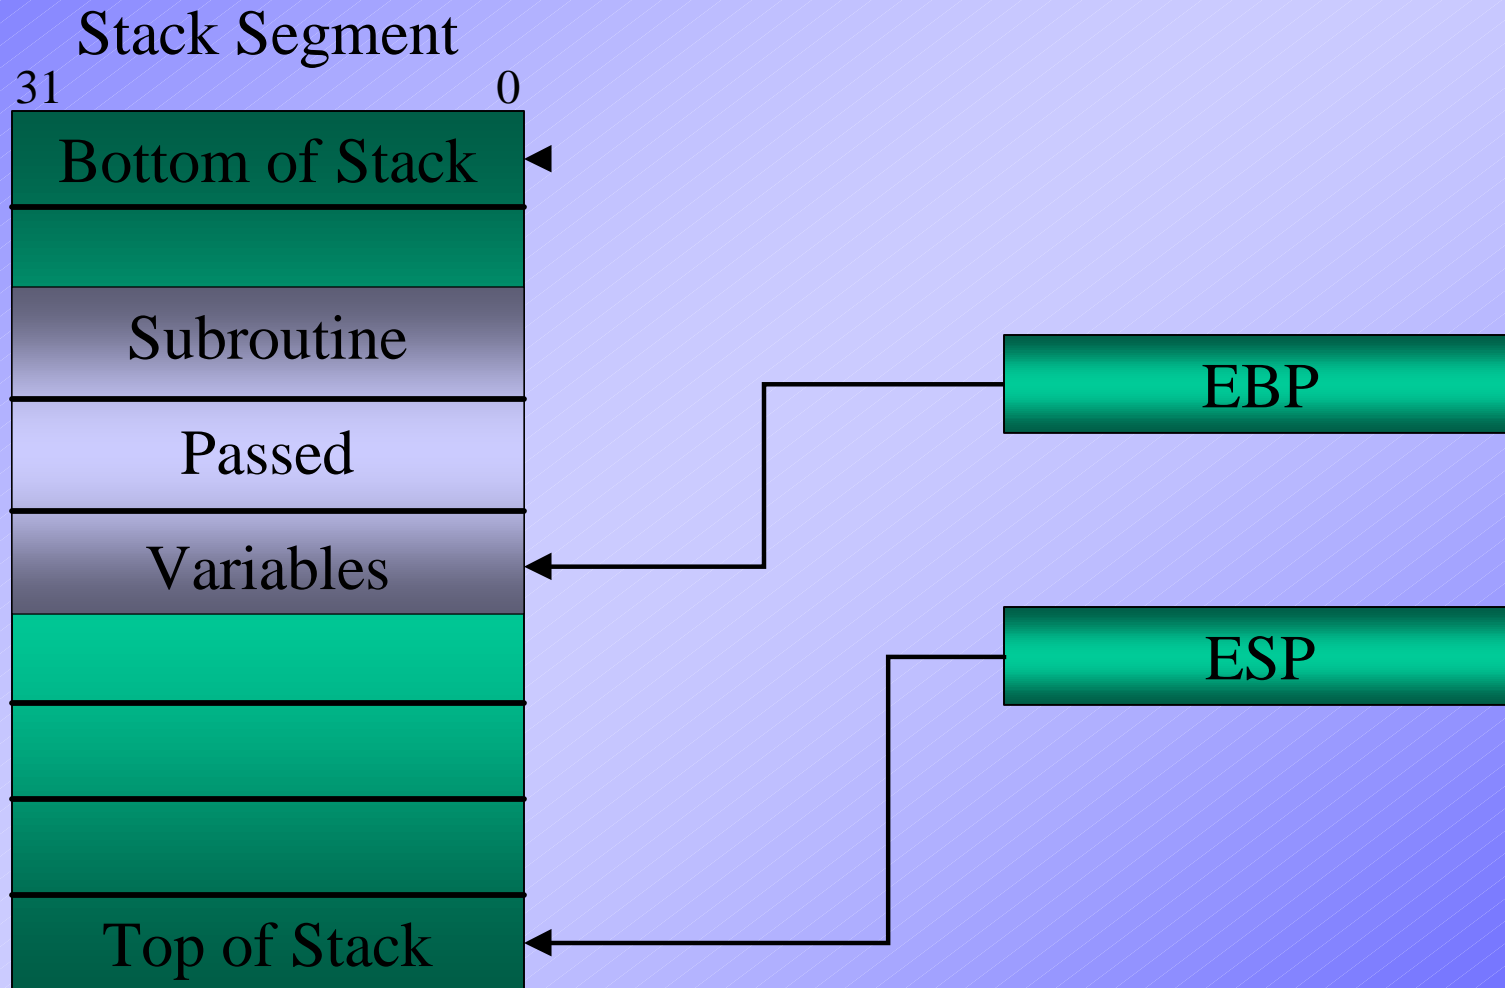 Stack Segment
31 0
Bottom of Stack
Subroutine
EBP
Passed
Variables
ESP
Top of Stack